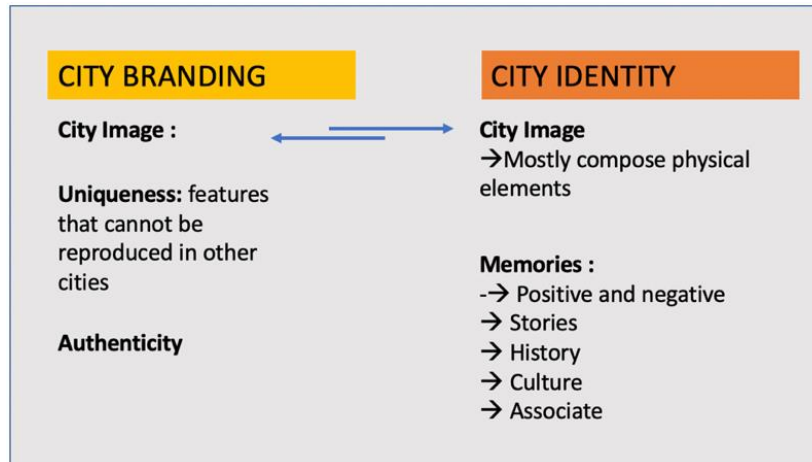 CITY BRANDING
City Image :
Uniqueness: features
that cannot be
reproduced in other
cities
Authenticity
CITY IDENTITY
City Image
→Mostly compose physical
elements
Memories :
-→ Positive and negative
→ Stories
→ History
→ Culture
→ Associate